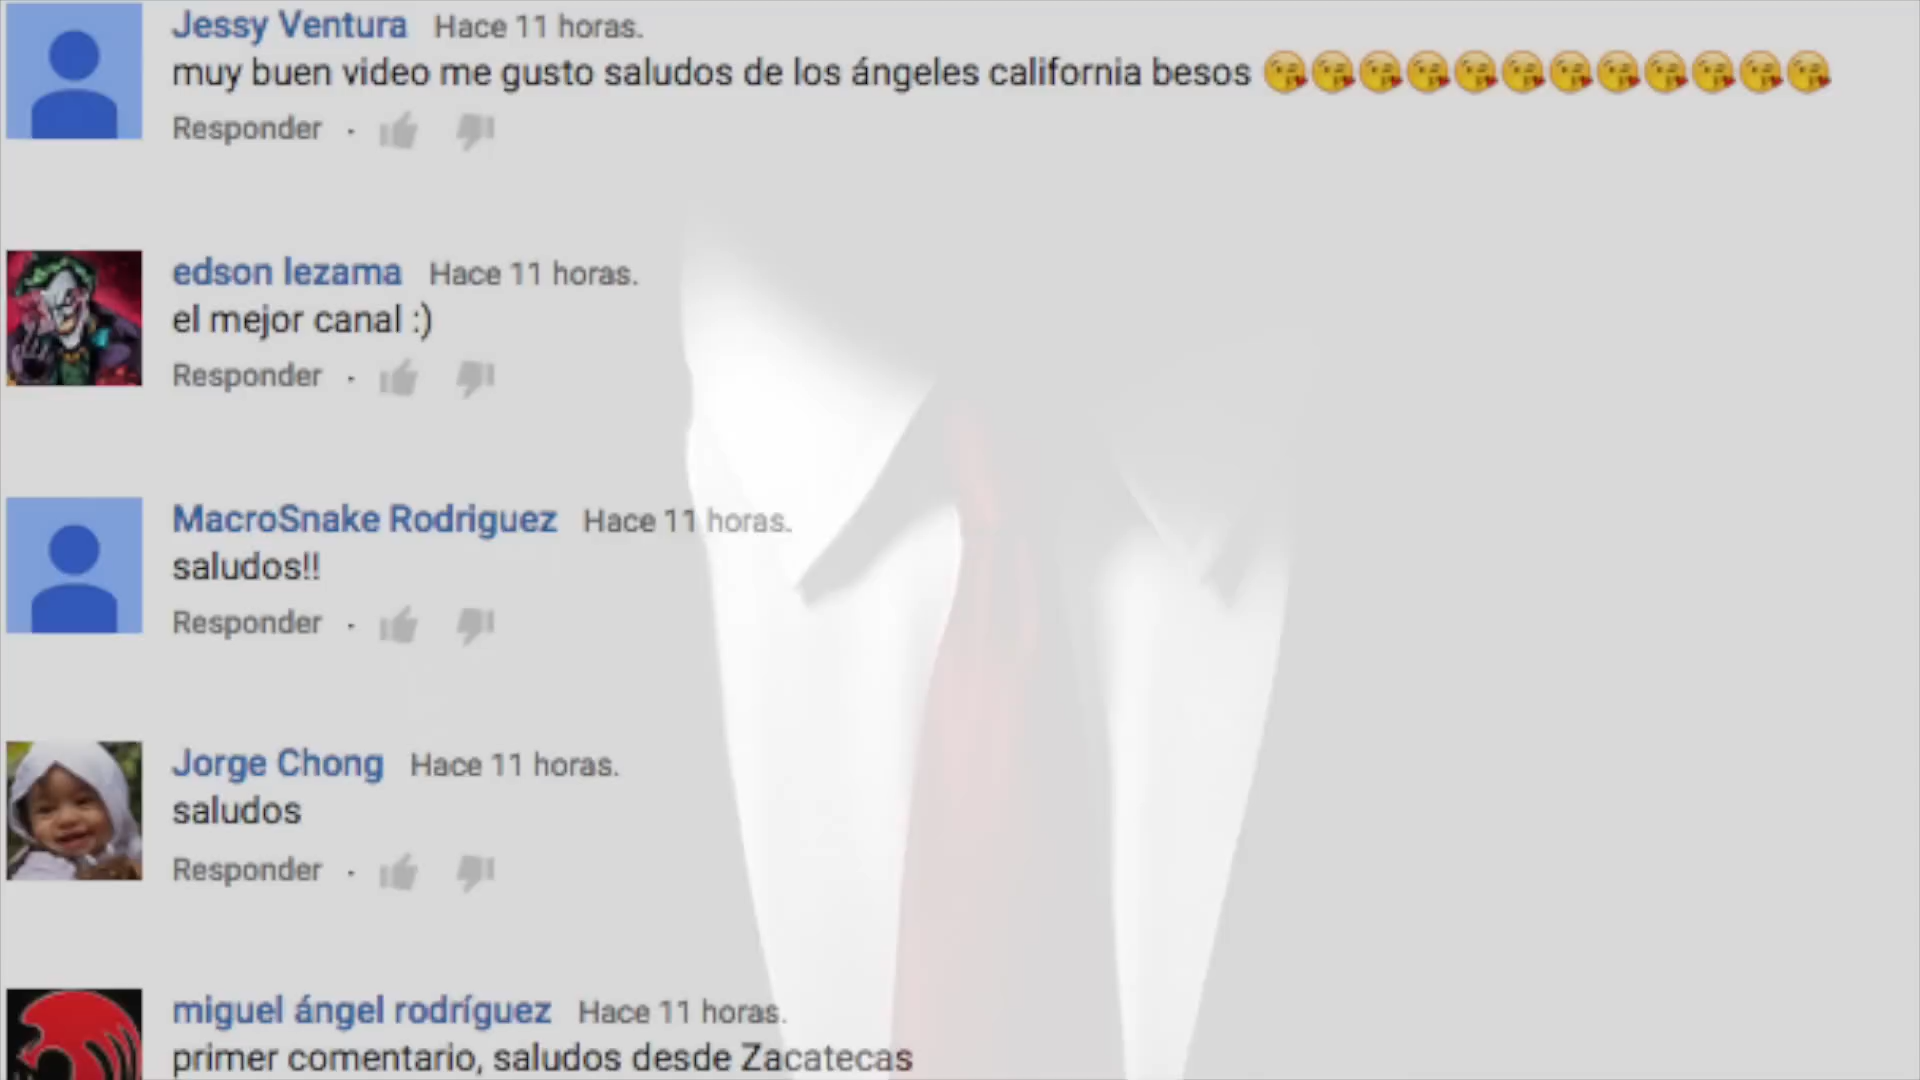 Jessy Ventura Hace 11 horas.
muy buen video me gusto saludos de los ángeles california besos 😘😘😘😘😘😘😘😘😘😘😘😘
Responder ·
edson lezama Hace 11 horas.
el mejor canal :)
Responder ·
MacroSnake Rodriguez Hace 11 horas.
saludos!!
Responder ·
Jorge Chong Hace 11 horas.
saludos
Responder ·
miguel ángel rodríguez Hace 11 horas.
primer comentario, saludos desde Zacatecas